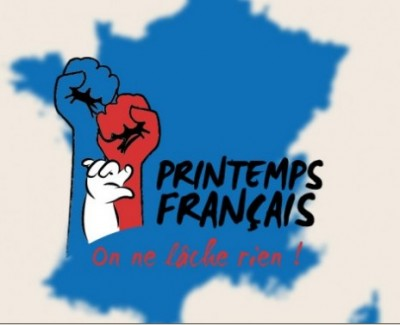 PRINTEMPS
FRANÇAIS
On ne lâche rien !